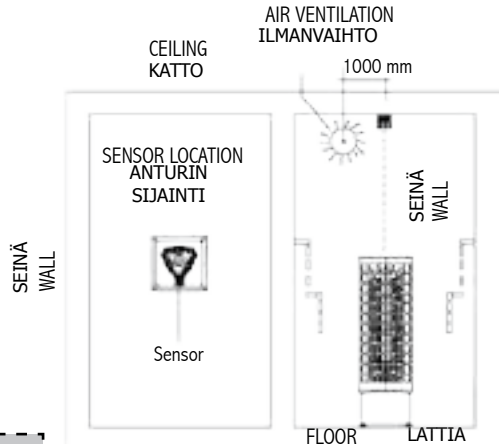 AIR VENTILATION
ILMANVAIHTO
CEILING
KATTO
1000 mm
SENSOR LOCATION
ANTURIN
SIJAINTI
SEINÄ
WALL
SEINÄ
WALL
Sensor
FLOOR
LATTIA